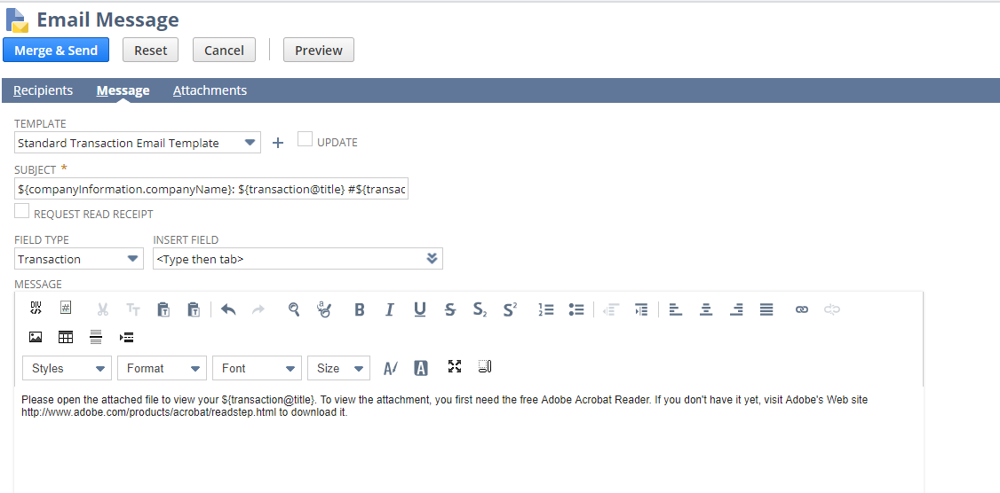 Email Message
Merge & Send Reset Cancel Preview
Recipients Message Attachments
TEMPLATE
Standard Transaction Email Template UPDATE
SUBJECT *
${companyInformation.companyName}: ${transaction@title} #${transac
REQUEST READ RECEIPT
FIELD TYPE INSERT FIELD
Transaction <Type then tab>
MESSAGE
Styles Format Font Size
Please open the attached file to view your ${transaction@title}. To view the attachment, you first need the free Adobe Acrobat Reader. If you don't have it yet, visit Adobe's Web site
http://www.adobe.com/products/acrobat/readstep.html to download it.